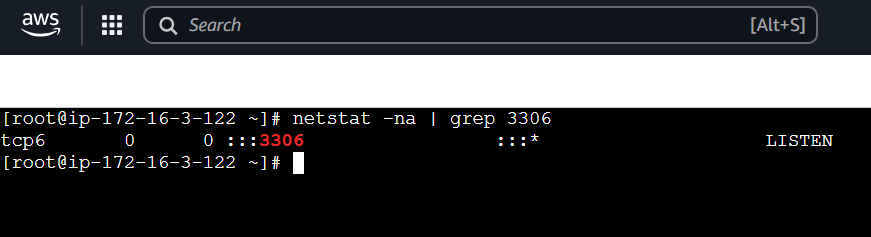 aws
Search [Alt+S]
[root@ip-172-16-3-122 ~]# netstat -na | grep 3306
tcp6       0      0 :::3306                 :::*                    LISTEN
[root@ip-172-16-3-122 ~]#